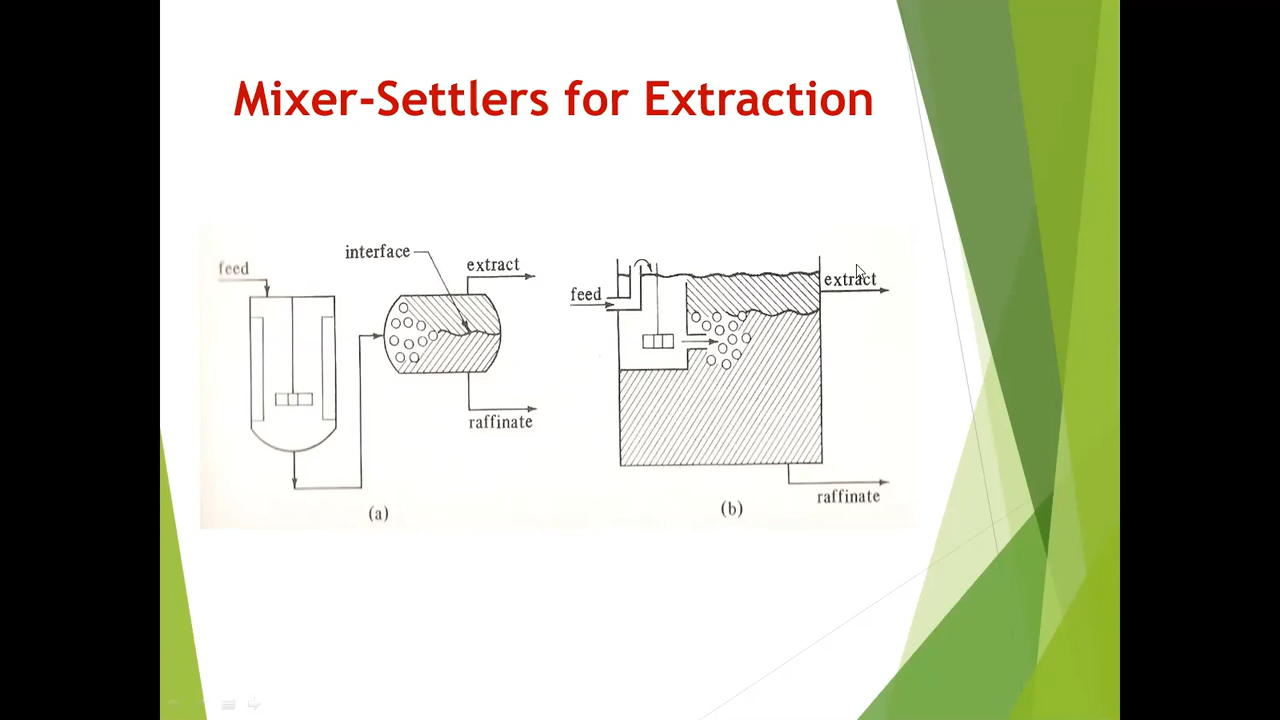 Mixer-Settlers for Extraction
feed
interface
extract
raffinate
(a)
feed
extract
raffinate
(b)